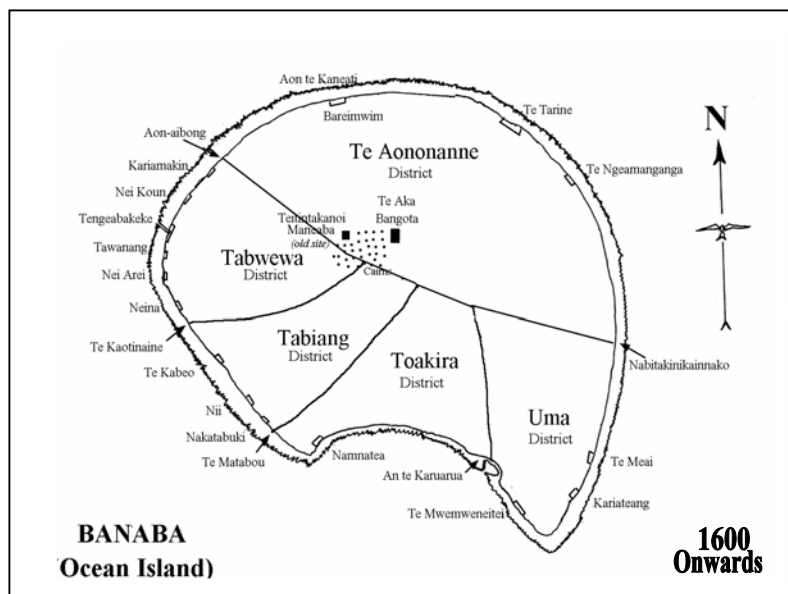 Aon te Kaneati
Bareimwim
Te Tarine
Aon-aibong
N
Te Aononanne
District
Kariamakin
Te Ngeamanganga
Nei Koun
Te Aka
Bangota
Teinintakanoi
Maneaba
(old site)
Tengeabakeke
Tawanang
Tabwewa
District
Cairns
Nei Arei
Neina
Te Kaotinaine
Tabiang
District
Toakira
District
Te Kabeo
Nabitakinikainnako
Uma
District
Nii
Nakatabuki
Te Matabou
Namnatea
An te Karuarua
Te Meai
Kariateang
Te Mwemweneitei
BANABA
(Ocean Island)
1600
Onwards